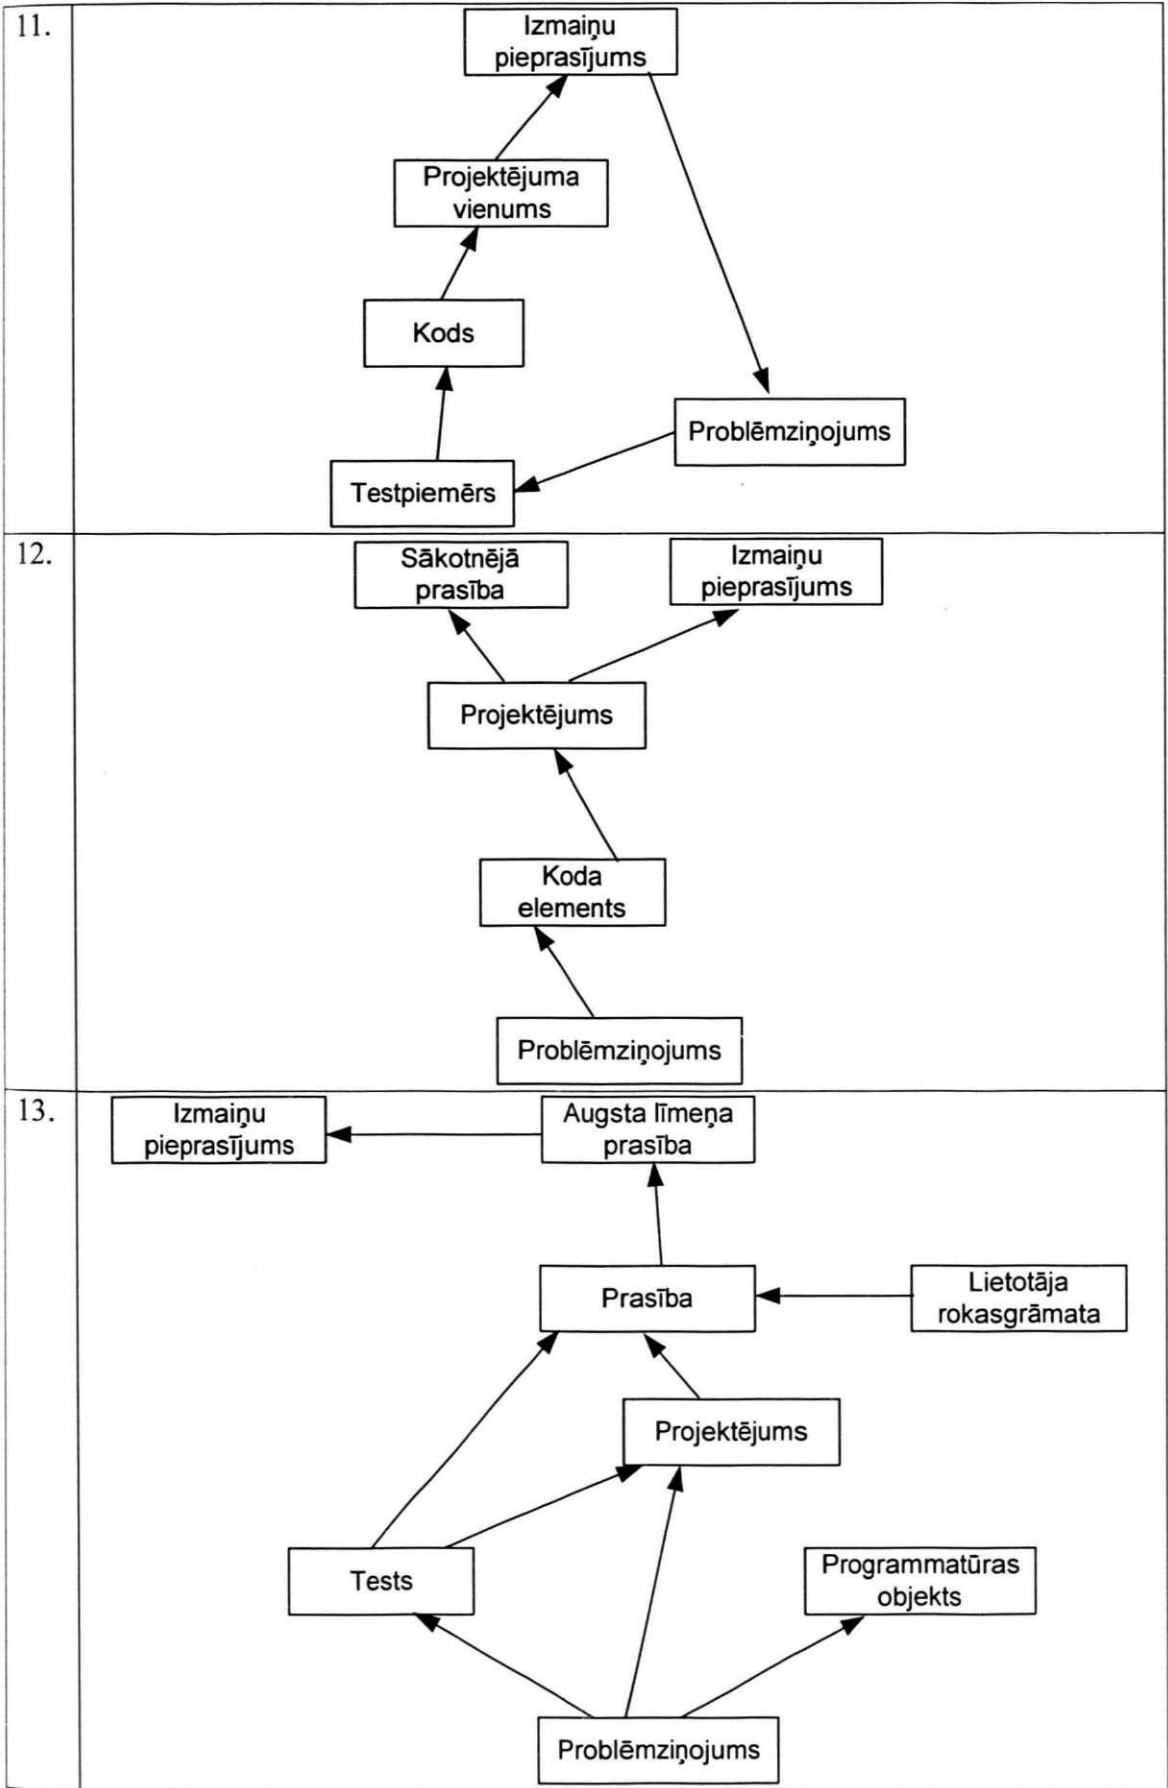 11.
Izmaiņu
pieprasījums
Projektējuma
vienums
Kods
Problēmziņojums
Testpiemērs
12.
Sākotnējā
prasība
Izmaiņu
pieprasījums
Projektējums
Koda
elements
Problēmziņojums
13.
Izmaiņu
pieprasījums
Augsta līmeņa
prasība
Prasība
Lietotāja
rokasgrāmata
Projektējums
Tests
Programmatūras
objekts
Problēmziņojums